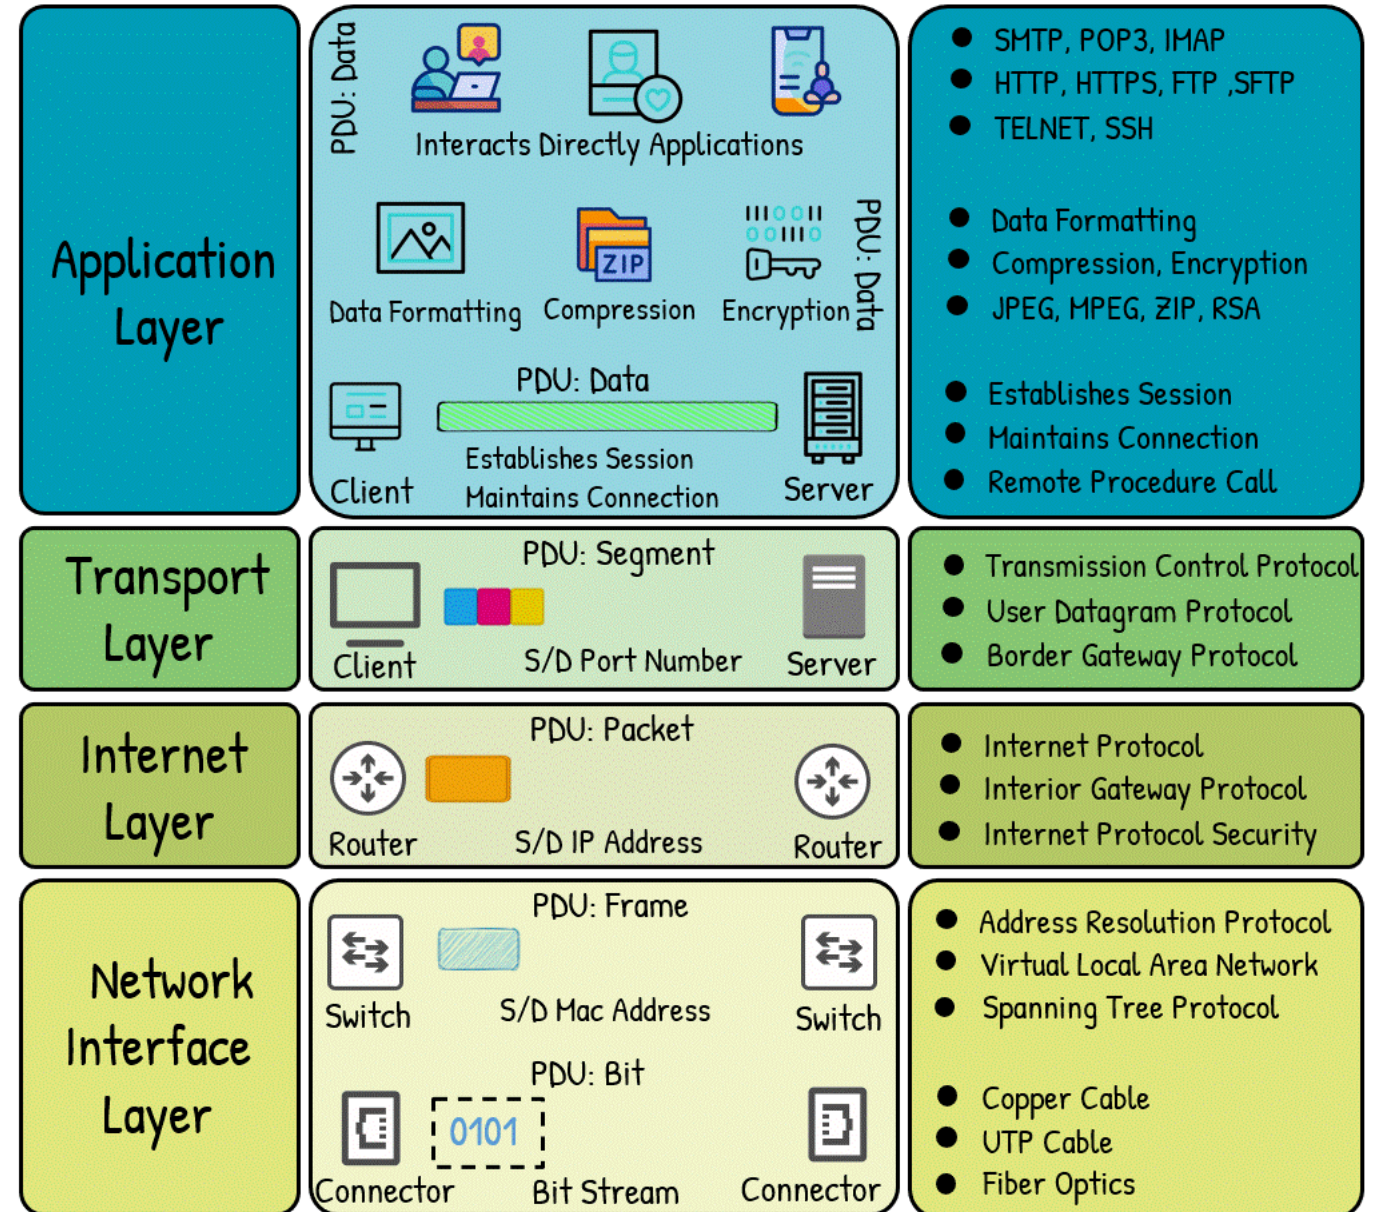 Application
Layer
PDU: Data
Interacts Directly Applications
ZIP
PDU: Data
Data Formatting
Compression
Encryption
PDU: Data
Client
Establishes Session
Maintains Connection
Server
SMTP, POP3, IMAP
HTTP, HTTPS, FTP ,SFTP
TELNET, SSH
Data Formatting
Compression, Encryption
JPEG, MPEG, ZIP, RSA
Establishes Session
Maintains Connection
Remote Procedure Call
Transport
Layer
PDU: Segment
Client
S/D Port Number
Server
Transmission Control Protocol
User Datagram Protocol
Border Gateway Protocol
Internet
Layer
PDU: Packet
Router
S/D IP Address
Router
Internet Protocol
Interior Gateway Protocol
Internet Protocol Security
Network
Interface
Layer
PDU: Frame
Switch
S/D Mac Address
Switch
PDU: Bit
0101
Connector
Bit Stream
Connector
Address Resolution Protocol
Virtual Local Area Network
Spanning Tree Protocol
Copper Cable
UTP Cable
Fiber Optics